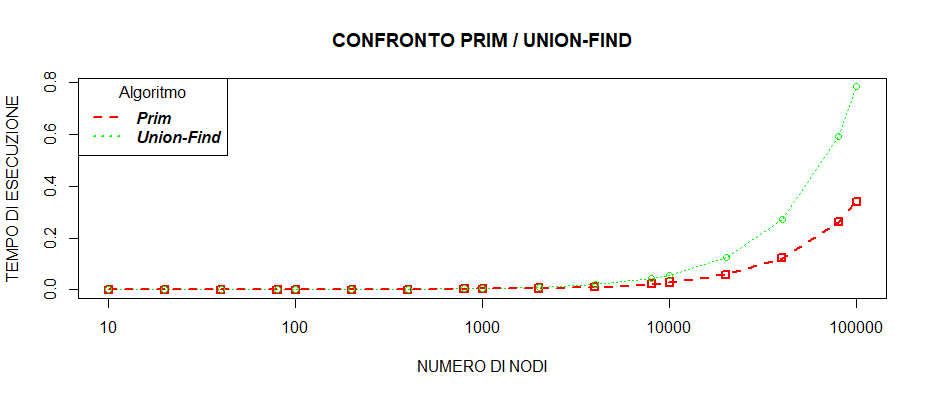 CONFRONTO PRIM / UNION-FIND
TEMPO DI ESECUZIONE
0.8
0.6
0.4
0.2
0.0
Algoritmo
Prim
Union-Find
10 100 1000 10000 100000
NUMERO DI NODI